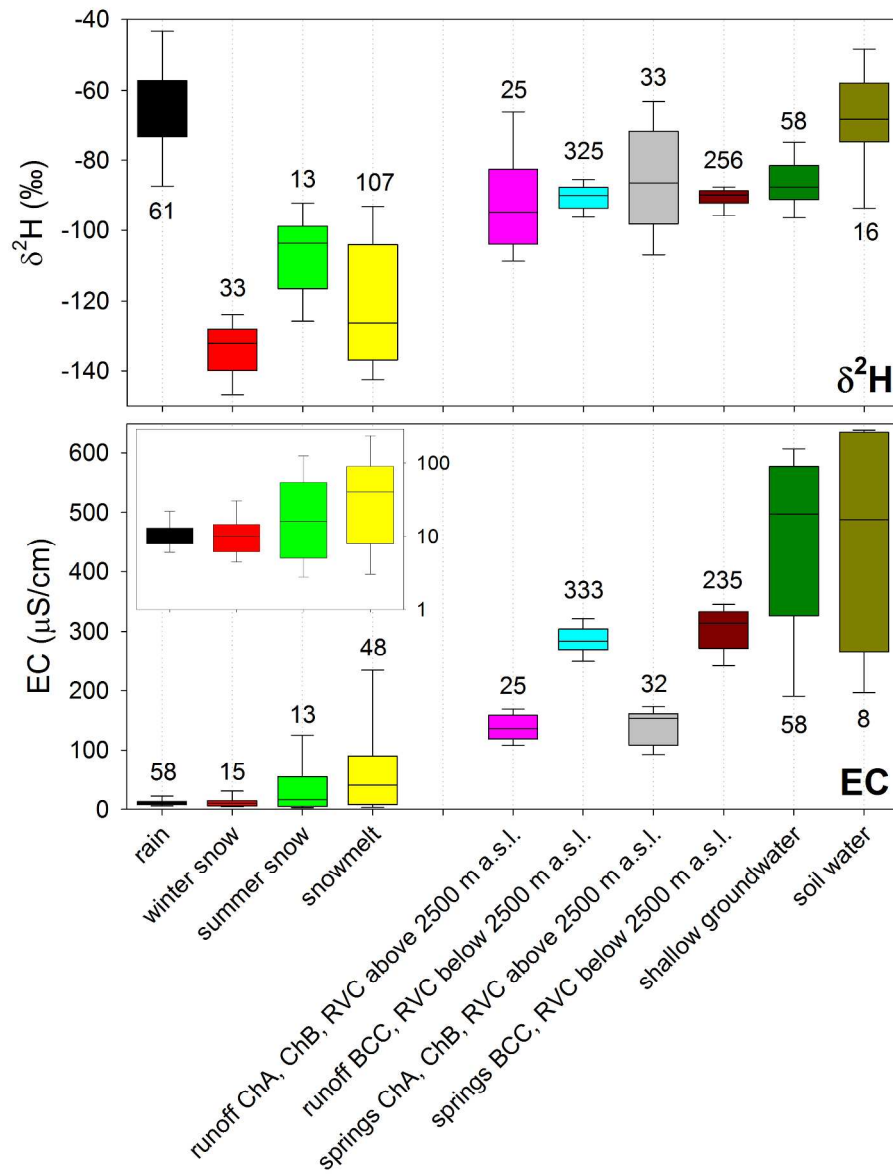 -40
-60
-80
-100
-120
-140
δ²H (‰)
61
33
13
107
25
325
33
256
58
16
δ²H
600
500
400
300
200
100
0
EC (µS/cm)
100
10
1
58
15
13
48
25
333
32
235
58
8
EC
rain
winter snow
summer snow
snowmelt
runoff ChA, ChB, RVC above 2500 m a.s.l.
runoff BCC, RVC below 2500 m a.s.l.
springs ChA, ChB, RVC above 2500 m a.s.l.
springs BCC, RVC below 2500 m a.s.l.
shallow groundwater
soil water